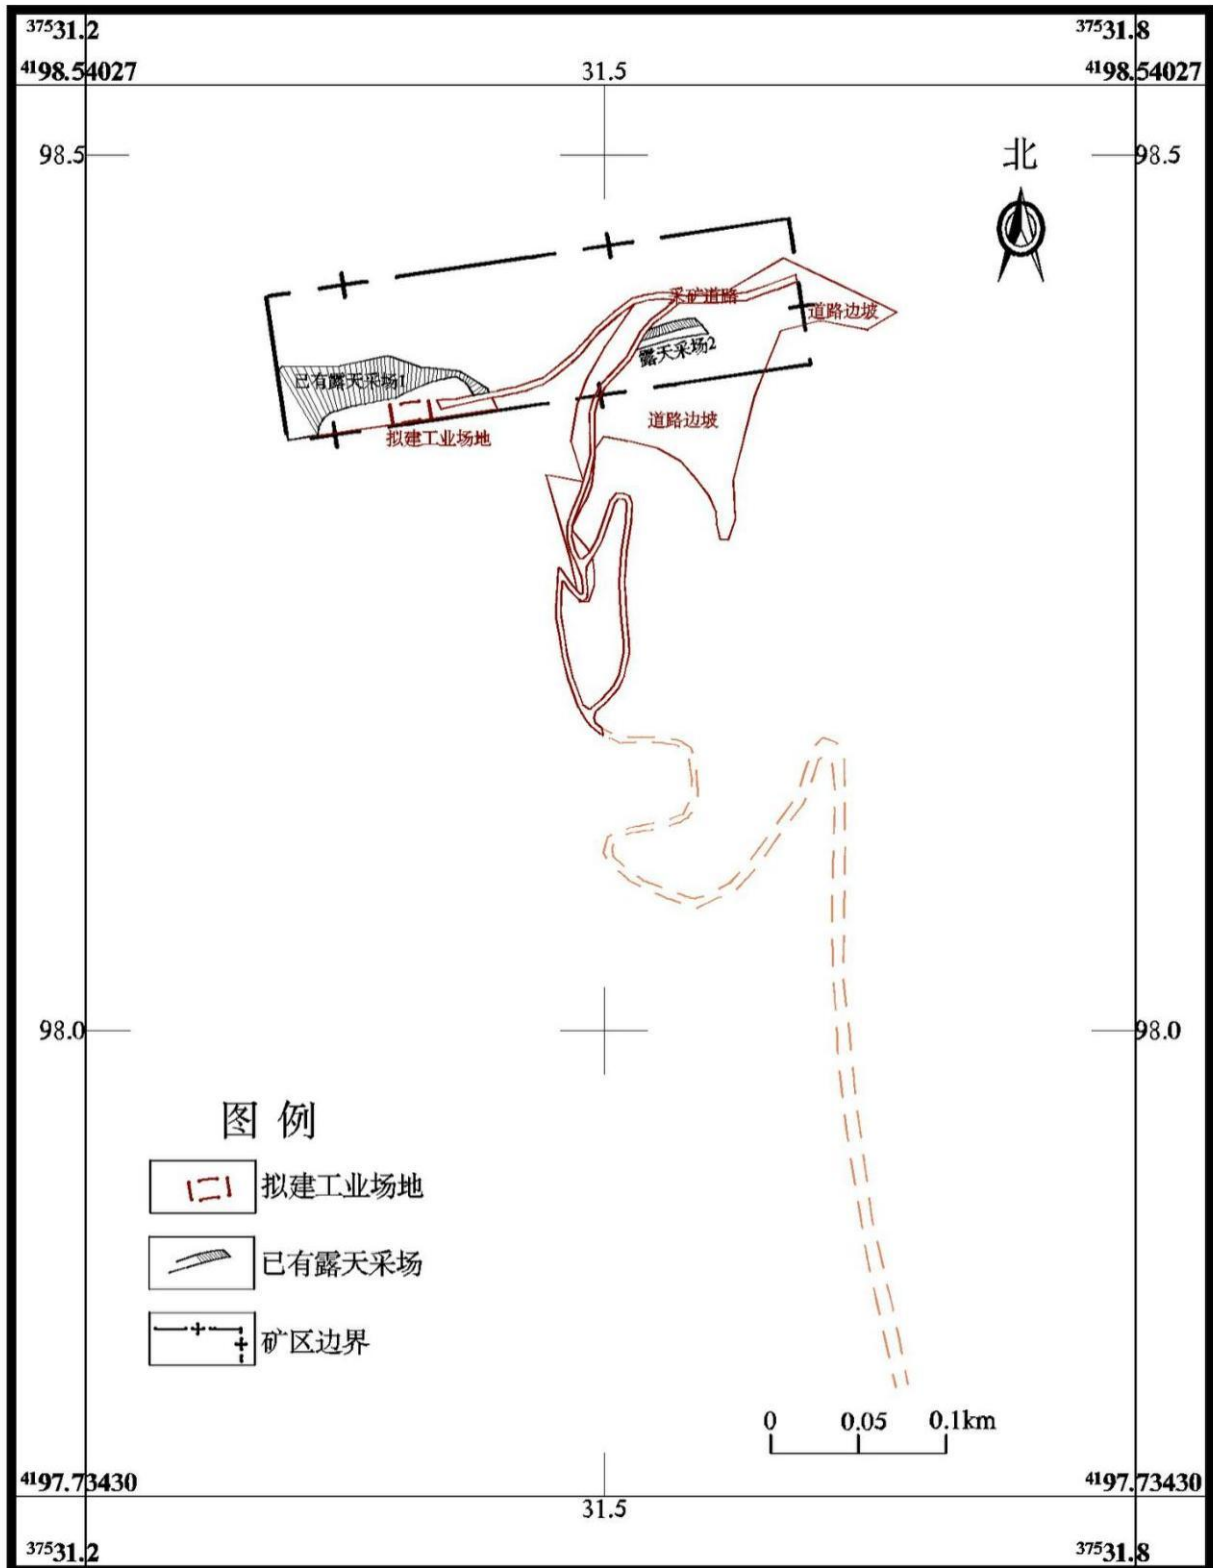 3731.2
3731.8
4198.54027
31.5
4198.54027
98.5
98.5
北
采矿道路
道路边坡
露天采场2
已有露天采场1
道路边坡
拟建工业场地
98.0
98.0
图 例
拟建工业场地
已有露天采场
矿区边界
0 0.05 0.1km
4197.73430
4197.73430
31.5
37531.2
37531.8